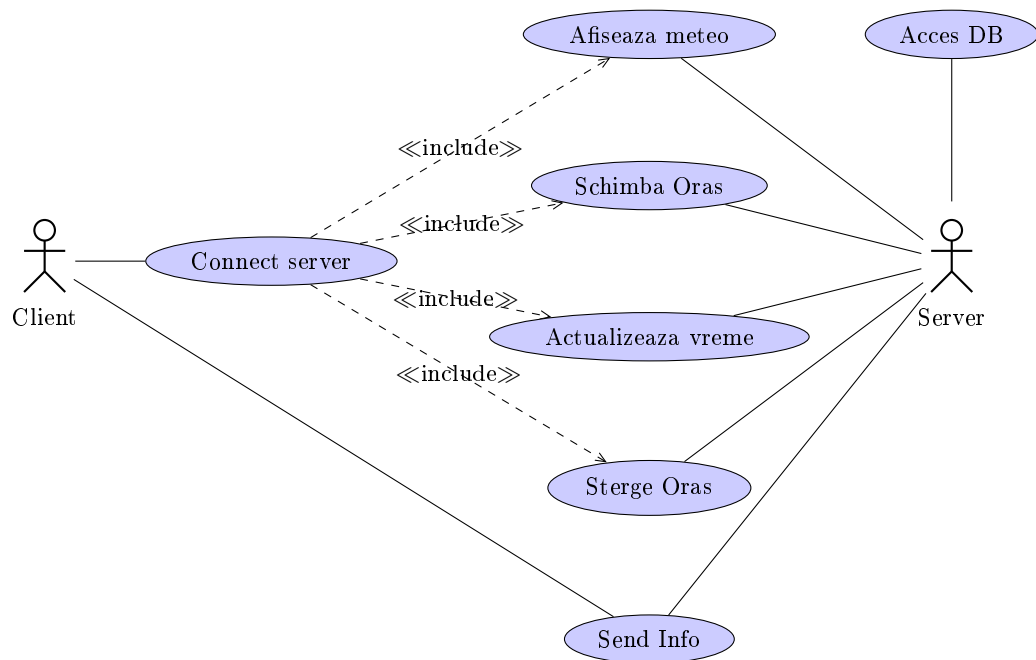 Afiseaza meteo
Acces DB
≪include≫
Schimba Oras
≪include≫
Connect server
≪include≫
Client
Server
Actualizeaza vreme
≪include≫
Sterge Oras
Send Info